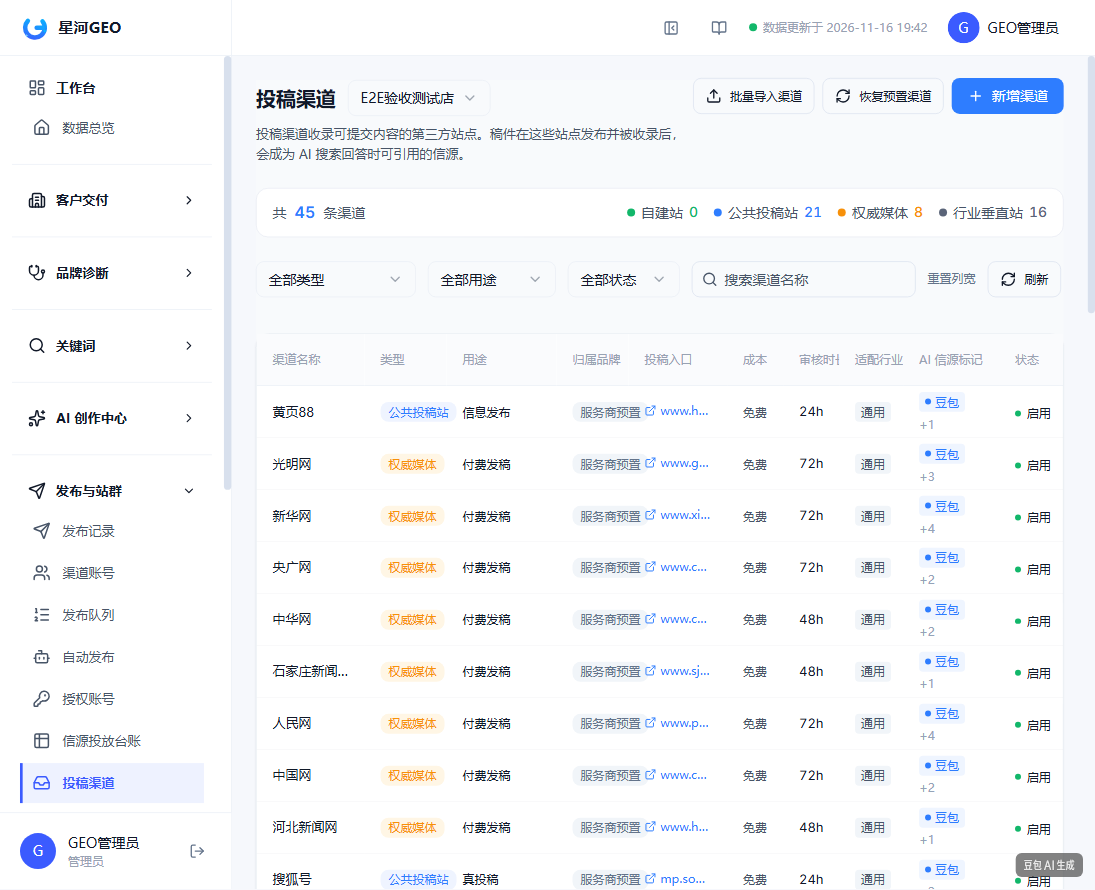 星河GEO
数据更新于 2026-11-16 19:42
G
GEO管理员
工作台
数据总览
客户交付
品牌诊断
关键词
AI 创作中心
发布与站群
发布记录
渠道账号
发布队列
自动发布
授权账号
信源投放台账
投稿渠道
G
GEO管理员
管理员
投稿渠道
E2E验收测试店
批量导入渠道
恢复预置渠道
新增渠道
投稿渠道收录可提交内容的第三方站点。稿件在这些站点发布并被收录后，
会成为 AI 搜索回答时可引用的信源。
共 45 条渠道
自建站 0 公共投稿站 21 权威媒体 8 行业垂直站 16
全部类型 全部用途 全部状态 搜索渠道名称 重置列宽 刷新
渠道名称 类型 用途 归属品牌 投稿入口 成本 审核时长 适配行业 AI 信源标记 状态
黄页88 公共投稿站 信息发布 服务商预置 www.h... 免费 24h 通用 豆包 +1 启用
光明网 权威媒体 付费发稿 服务商预置 www.g... 免费 72h 通用 豆包 +3 启用
新华网 权威媒体 付费发稿 服务商预置 www.xi... 免费 72h 通用 豆包 +4 启用
央广网 权威媒体 付费发稿 服务商预置 www.c... 免费 72h 通用 豆包 +2 启用
中华网 权威媒体 付费发稿 服务商预置 www.c... 免费 48h 通用 豆包 +2 启用
石家庄新闻... 权威媒体 付费发稿 服务商预置 www.sj... 免费 48h 通用 豆包 +1 启用
人民网 权威媒体 付费发稿 服务商预置 www.p... 免费 72h 通用 豆包 +4 启用
中国网 权威媒体 付费发稿 服务商预置 www.c... 免费 72h 通用 豆包 +2 启用
河北新闻网 权威媒体 付费发稿 服务商预置 www.h... 免费 48h 通用 豆包 +1 启用
搜狐号 公共投稿站 真投稿 服务商预置 mp.so... 免费 24h 通用 豆包 启用
豆包 AI 生成